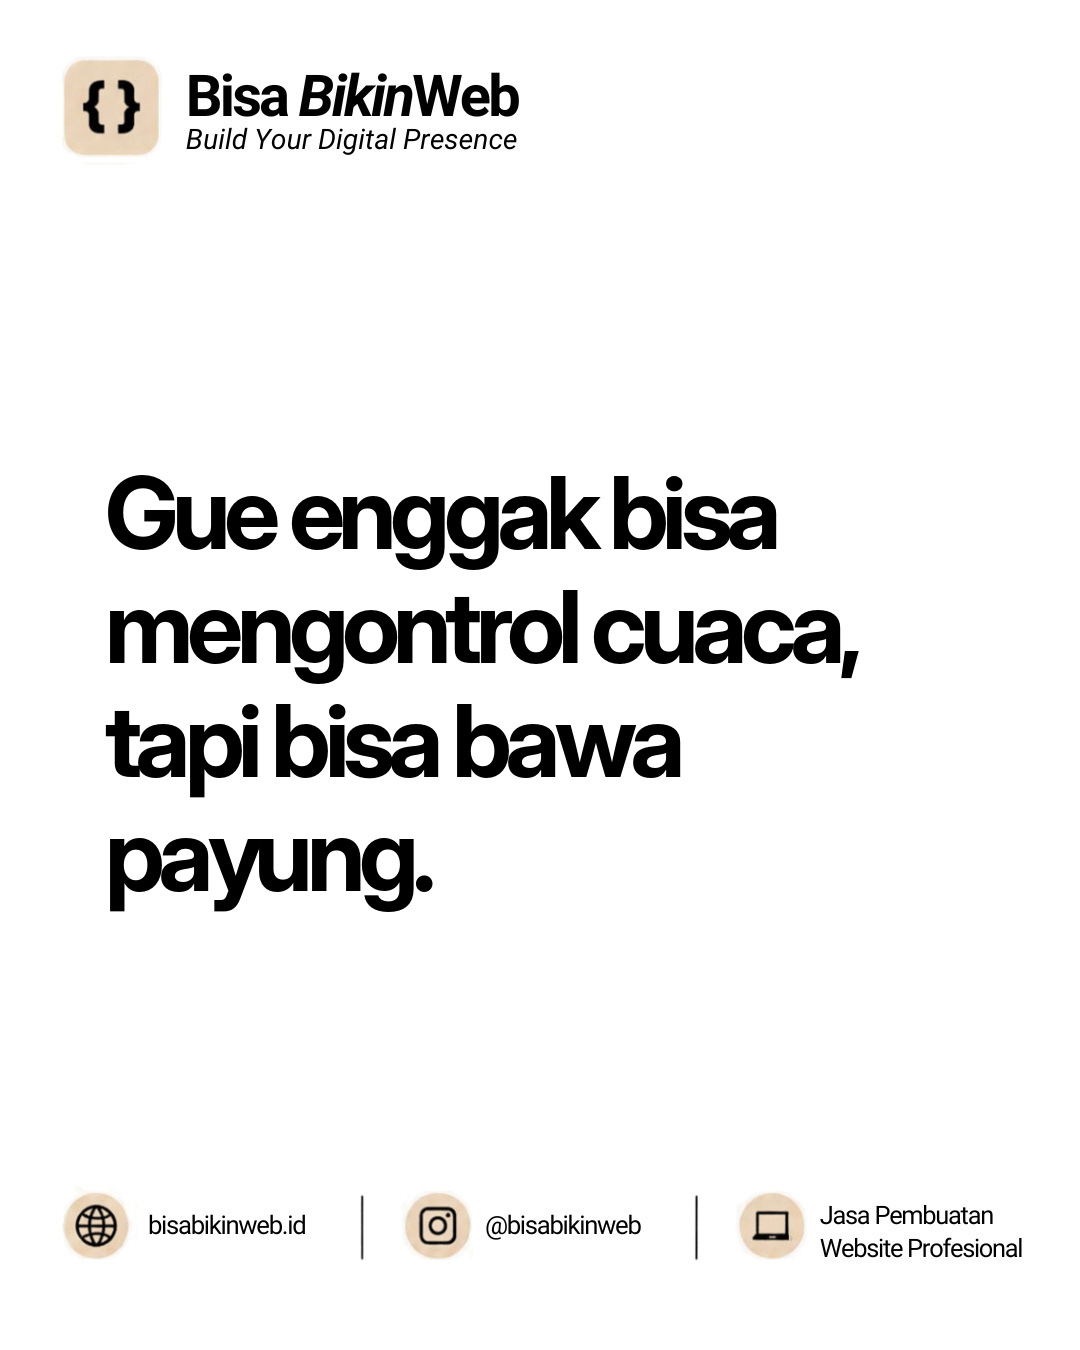 { }
Bisa BikinWeb
Build Your Digital Presence
Gue enggak bisa
mengontrol cuaca,
tapi bisa bawa
payung.
bisabikinweb.id
@bisabikinweb
Jasa Pembuatan
Website Profesional